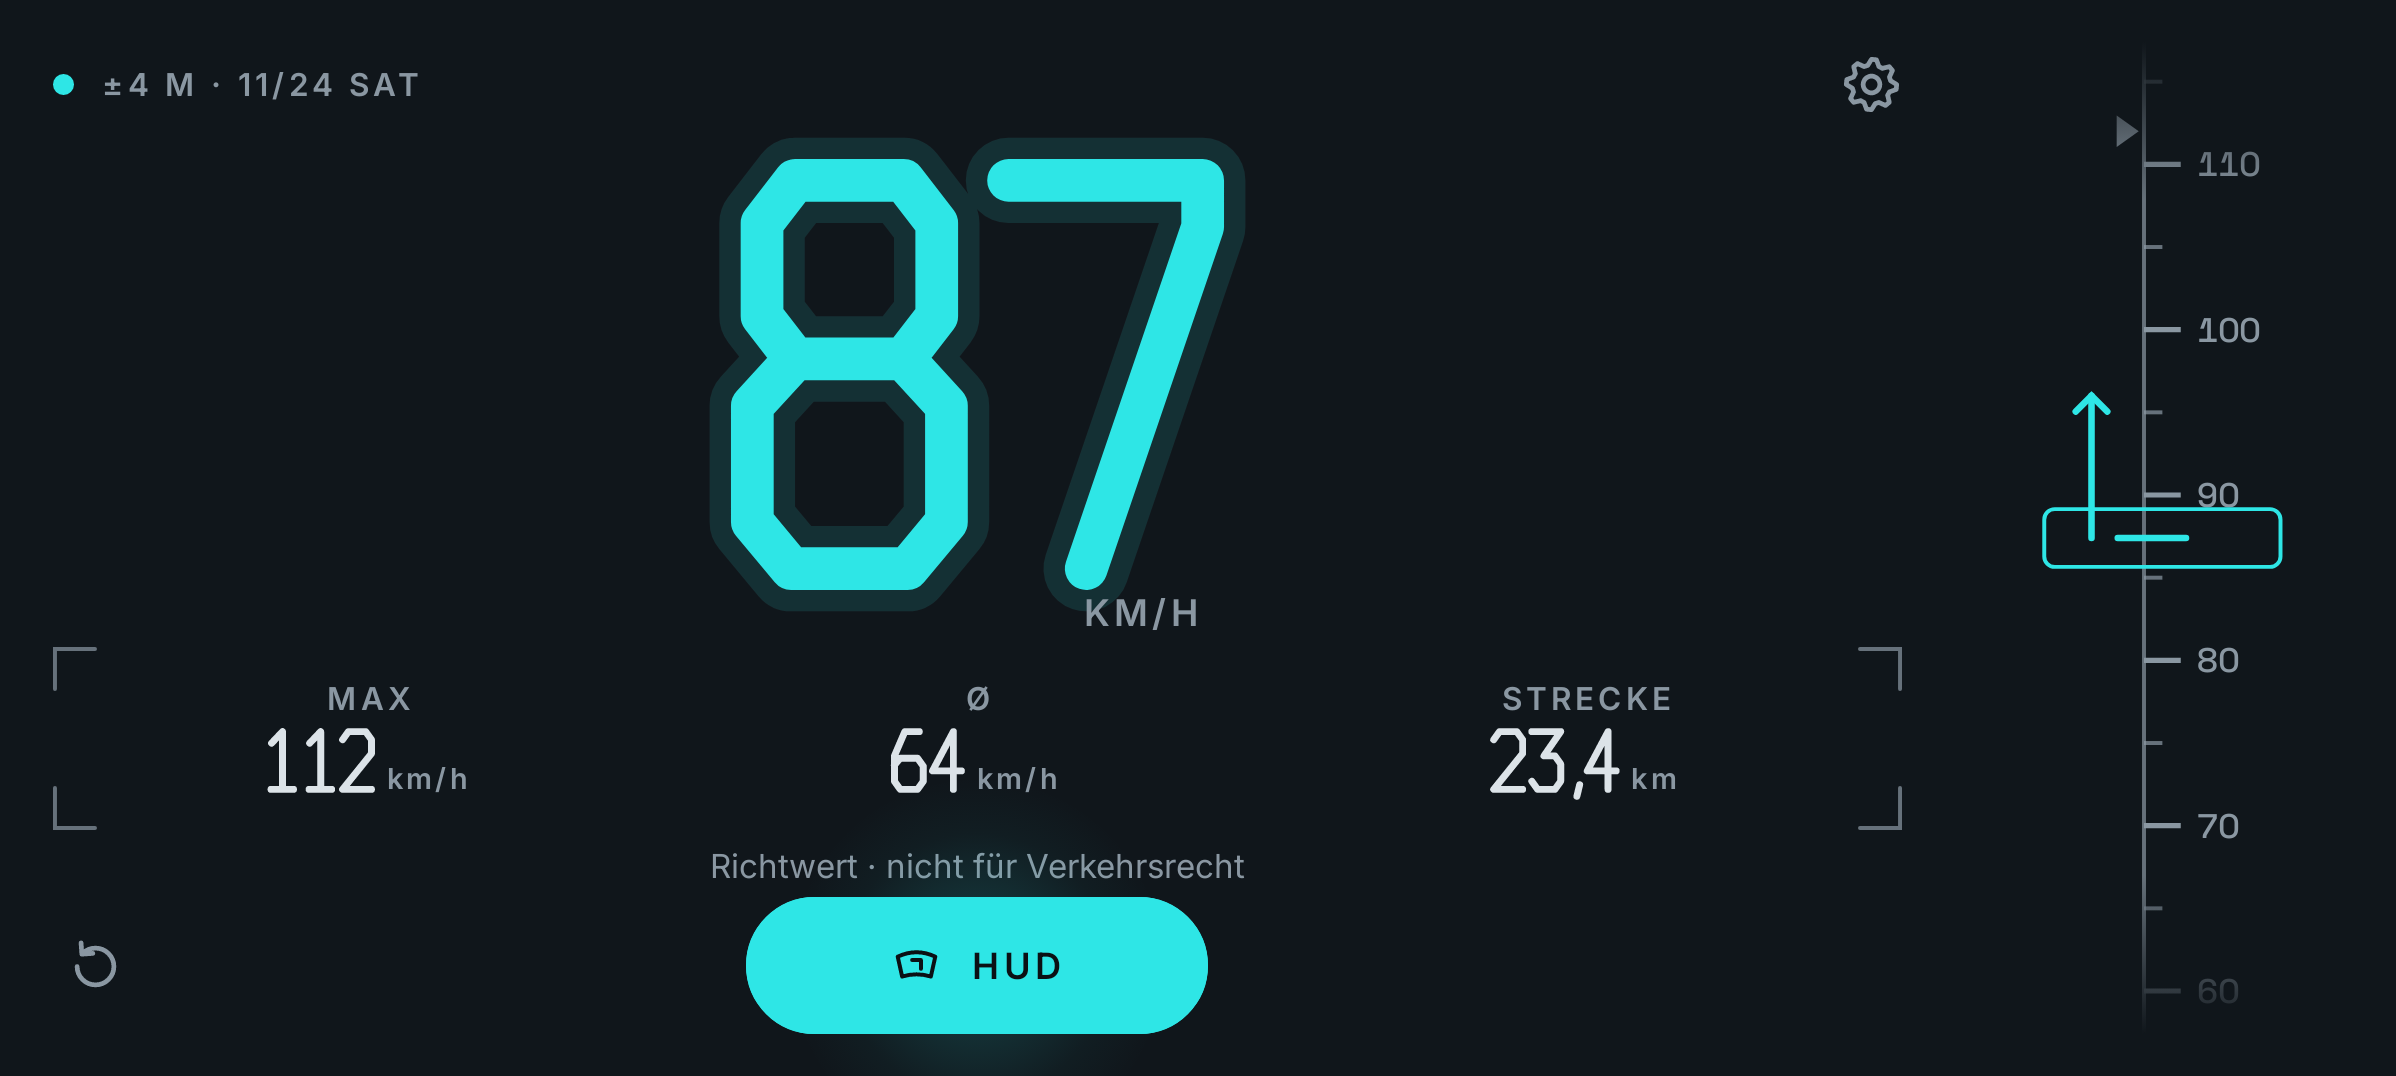 ±4 M · 11/24 SAT
87
KM/H
MAX
112 km/h
Ø
64 km/h
STRECKE
23,4 km
Richtwert · nicht für Verkehrsrecht
HUD
110
100
90
80
70
60